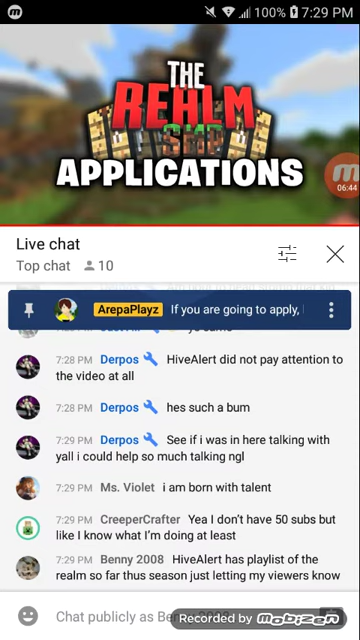 100% 7:29 PM
THE
REHLM
SMP
APPLICATIONS
06:44
Live chat
Top chat 10
ArepaPlayz If you are going to apply,
7:28 PM Derpos HiveAlert did not pay attention to
the video at all
7:28 PM Derpos hes such a bum
7:29 PM Derpos See if i was in here talking with
yall i could help so much talking ngl
7:29 PM Ms. Violet i am born with talent
7:29 PM CreeperCrafter Yea I don't have 50 subs but
like I know what I'm doing at least
7:29 PM Benny 2008 HiveAlert has playlist of the
realm so far thus season just letting my viewers know
Chat publicly as Benny 2008
Recorded by Mobizen